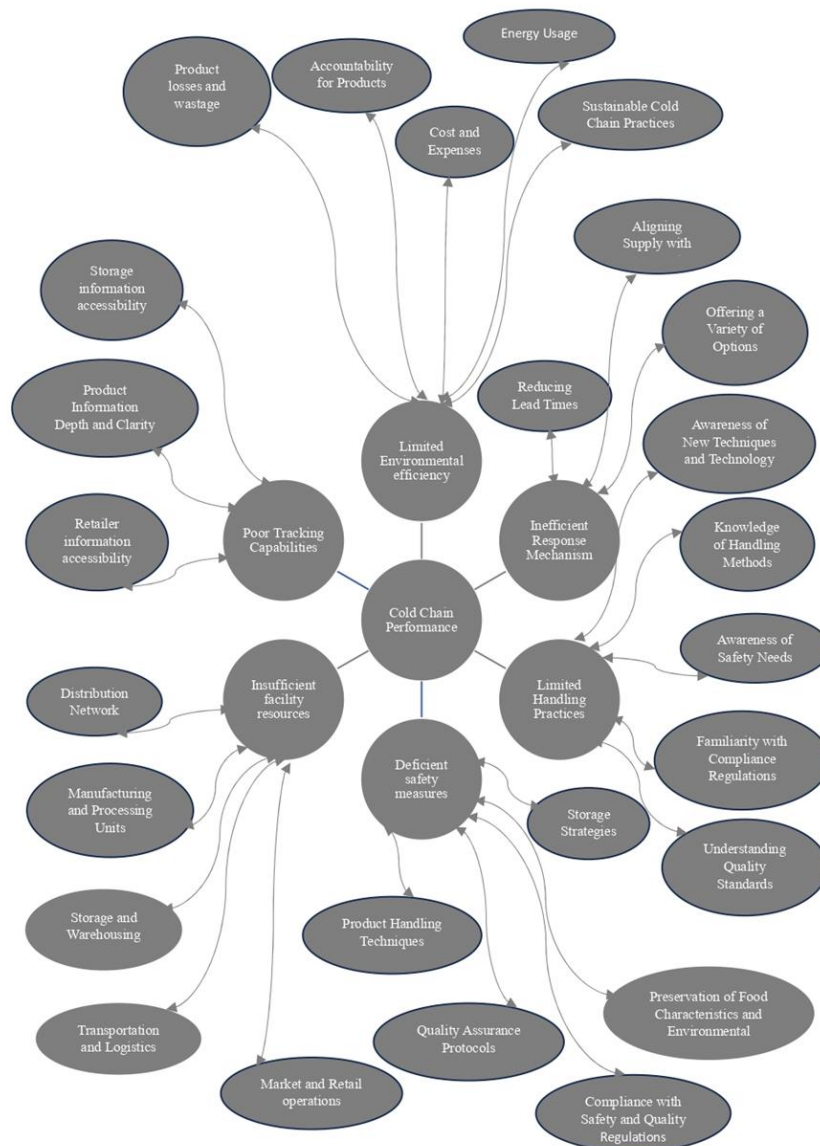 Energy Usage
Product
losses and
wastage
Accountability
for Products
Cost and
Expenses
Sustainable Cold
Chain Practices
Aligning
Supply with
Storage
information
accessibility
Offering a
Variety of
Options
Product
Information
Depth and Clarity
Reducing
Lead Times
Limited
Environmental
efficiency
Awareness of
New Techniques
and Technology
Retailer
information
accessibility
Poor Tracking
Capabilities
Inefficient
Response
Mechanism
Knowledge
of Handling
Methods
Cold Chain
Performance
Awareness of
Safety Needs
Distribution
Network
Insufficient
facility
resources
Limited
Handling
Practices
Familiarity with
Compliance
Regulations
Deficient
safety
measures
Manufacturing
and Processing
Units
Storage
Strategies
Understanding
Quality
Standards
Storage and
Warehousing
Product Handling
Techniques
Preservation of Food
Characteristics and
Environmental
Transportation
and Logistics
Quality Assurance
Protocols
Market and Retail
operations
Compliance with
Safety and Quality
Regulations